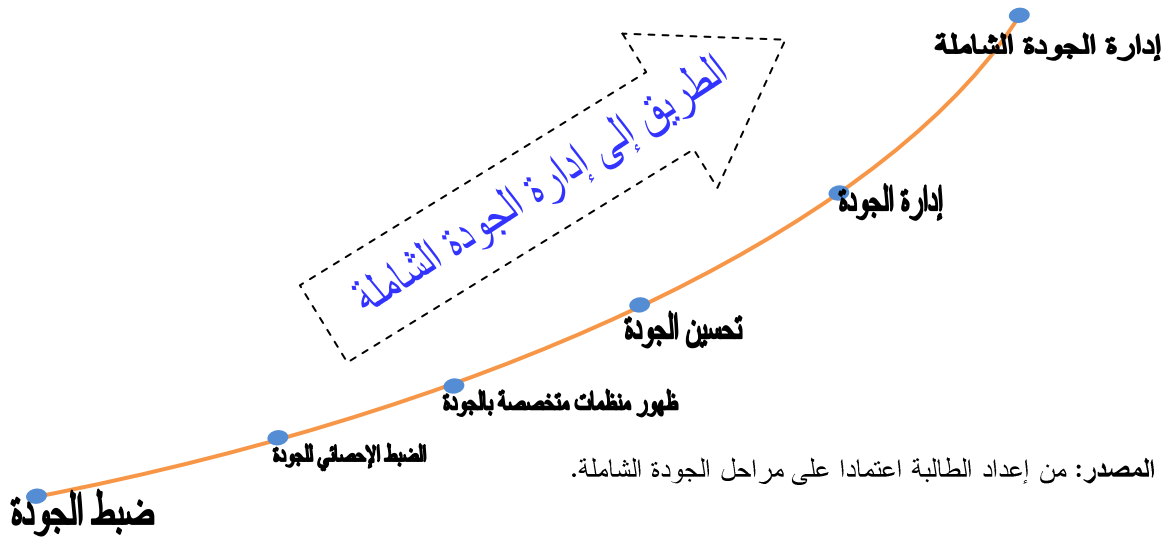 إدارة الجودة الشاملة
الطريق إلى إدارة الجودة الشاملة
إدارة الجودة
تحسين الجودة
ظهور منظمات متخصصة بالجودة
الضبط الإحصائي للجودة
المصدر: من إعداد الطالبة اعتمادا على مراحل الجودة الشاملة.
ضبط الجودة